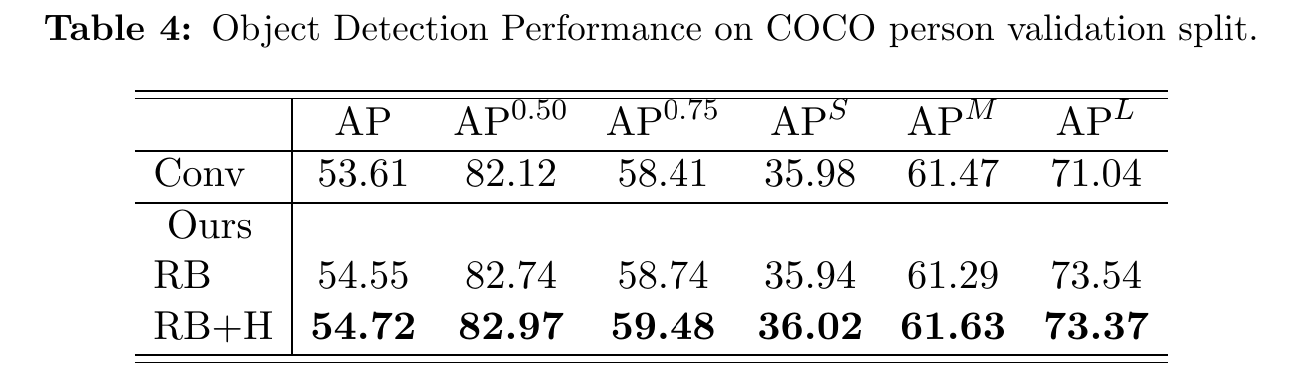 Table 4: Object Detection Performance on COCO person validation split.
AP AP^0.50 AP^0.75 AP^S AP^M AP^L
Conv 53.61 82.12 58.41 35.98 61.47 71.04
Ours
RB 54.55 82.74 58.74 35.94 61.29 73.54
RB+H 54.72 82.97 59.48 36.02 61.63 73.37